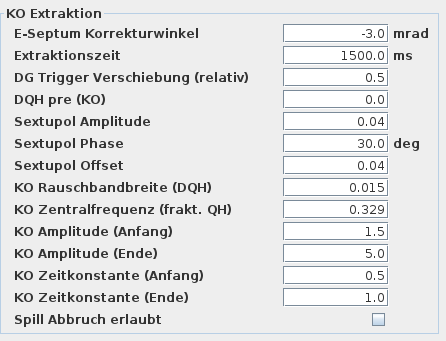 KO Extraktion
E-Septum Korrekturwinkel -3.0 mrad
Extraktionszeit 1500.0 ms
DG Trigger Verschiebung (relativ) 0.5
DQH pre (KO) 0.0
Sextupol Amplitude 0.04
Sextupol Phase 30.0 deg
Sextupol Offset 0.04
KO Rauschbandbreite (DQH) 0.015
KO Zentralfrequenz (frakt. QH) 0.329
KO Amplitude (Anfang) 1.5
KO Amplitude (Ende) 5.0
KO Zeitkonstante (Anfang) 0.5
KO Zeitkonstante (Ende) 1.0
Spill Abbruch erlaubt